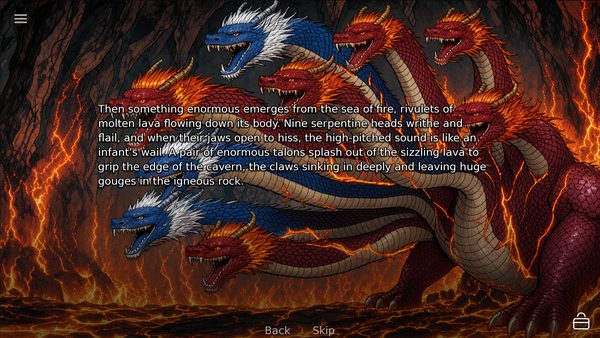 Then something enormous emerges from the sea of fire, rivulets of
molten lava flowing down its body. Nine serpentine heads writhe and
flail, and when their jaws open to hiss, the high-pitched sound is like an
infant's wail. A pair of enormous talons splash out of the sizzling lava to
grip the edge of the cavern, the claws sinking in deeply and leaving huge
gouges in the igneous rock.
Back Skip